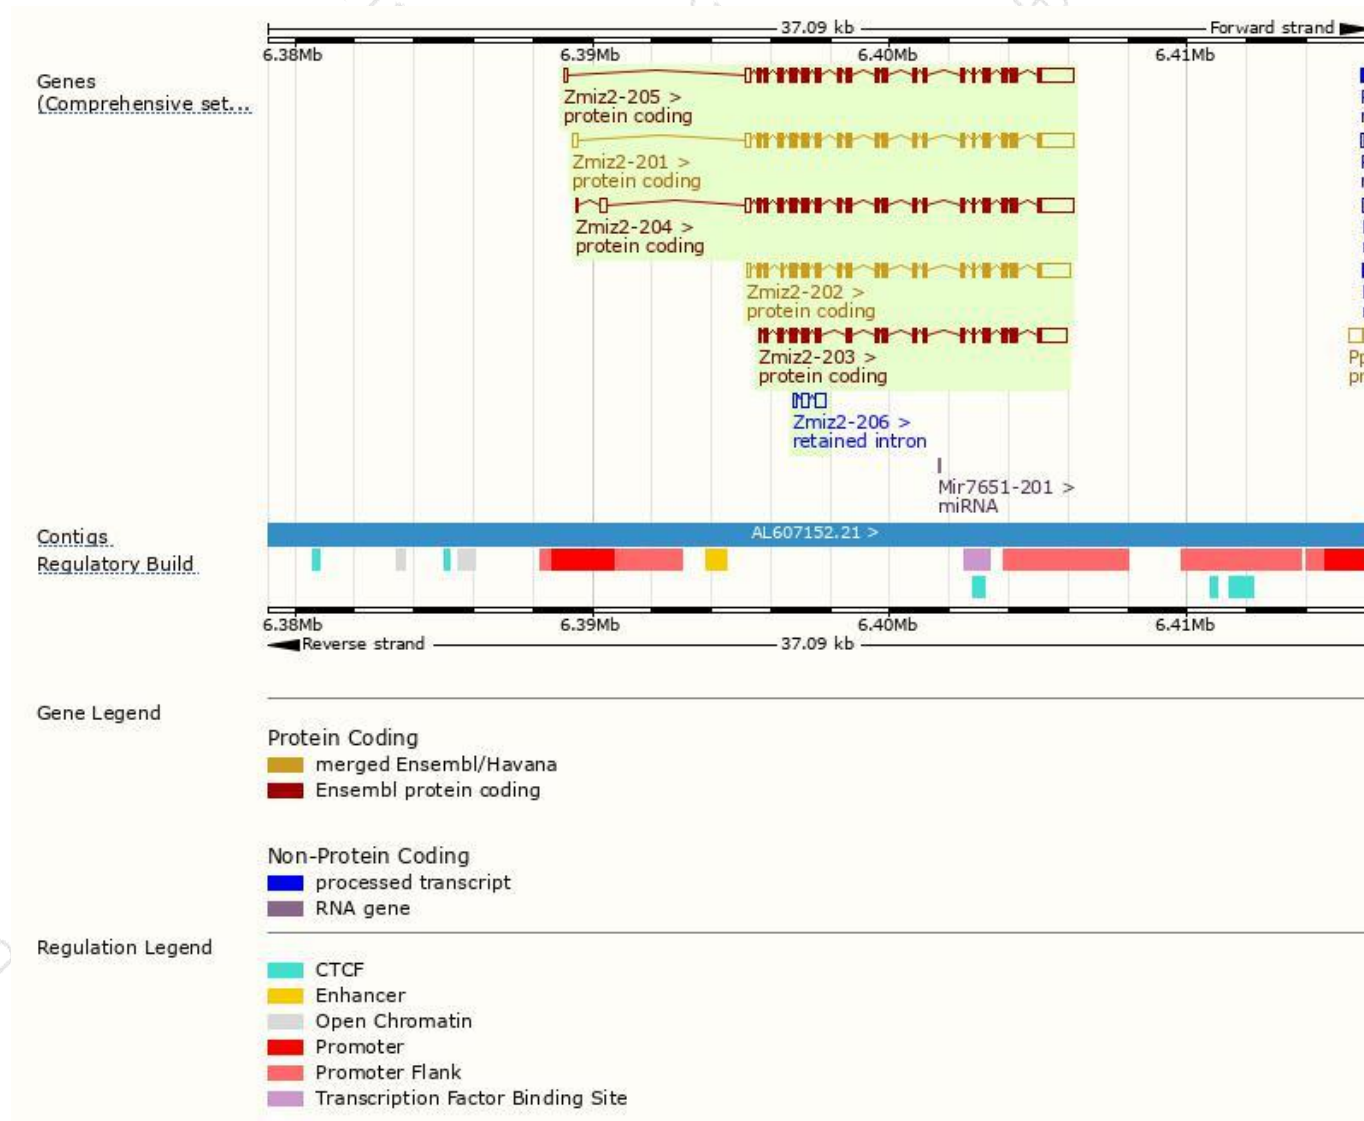 37.09 kb
Forward strand
6.38Mb 6.39Mb 6.40Mb 6.41Mb
Genes
(Comprehensive set...
Zmiz2-205 >
protein coding
Zmiz2-201 >
protein coding
Zmiz2-204 >
protein coding
Zmiz2-202 >
protein coding
Zmiz2-203 >
protein coding
Zmiz2-206 >
retained intron
Mir7651-201 >
miRNA
Contigs
AL607152.21 >
Regulatory Build
6.38Mb 6.39Mb 6.40Mb 6.41Mb
Reverse strand
37.09 kb
Gene Legend
Protein Coding
merged Ensembl/Havana
Ensembl protein coding
Non-Protein Coding
processed transcript
RNA gene
Regulation Legend
CTCF
Enhancer
Open Chromatin
Promoter
Promoter Flank
Transcription Factor Binding Site